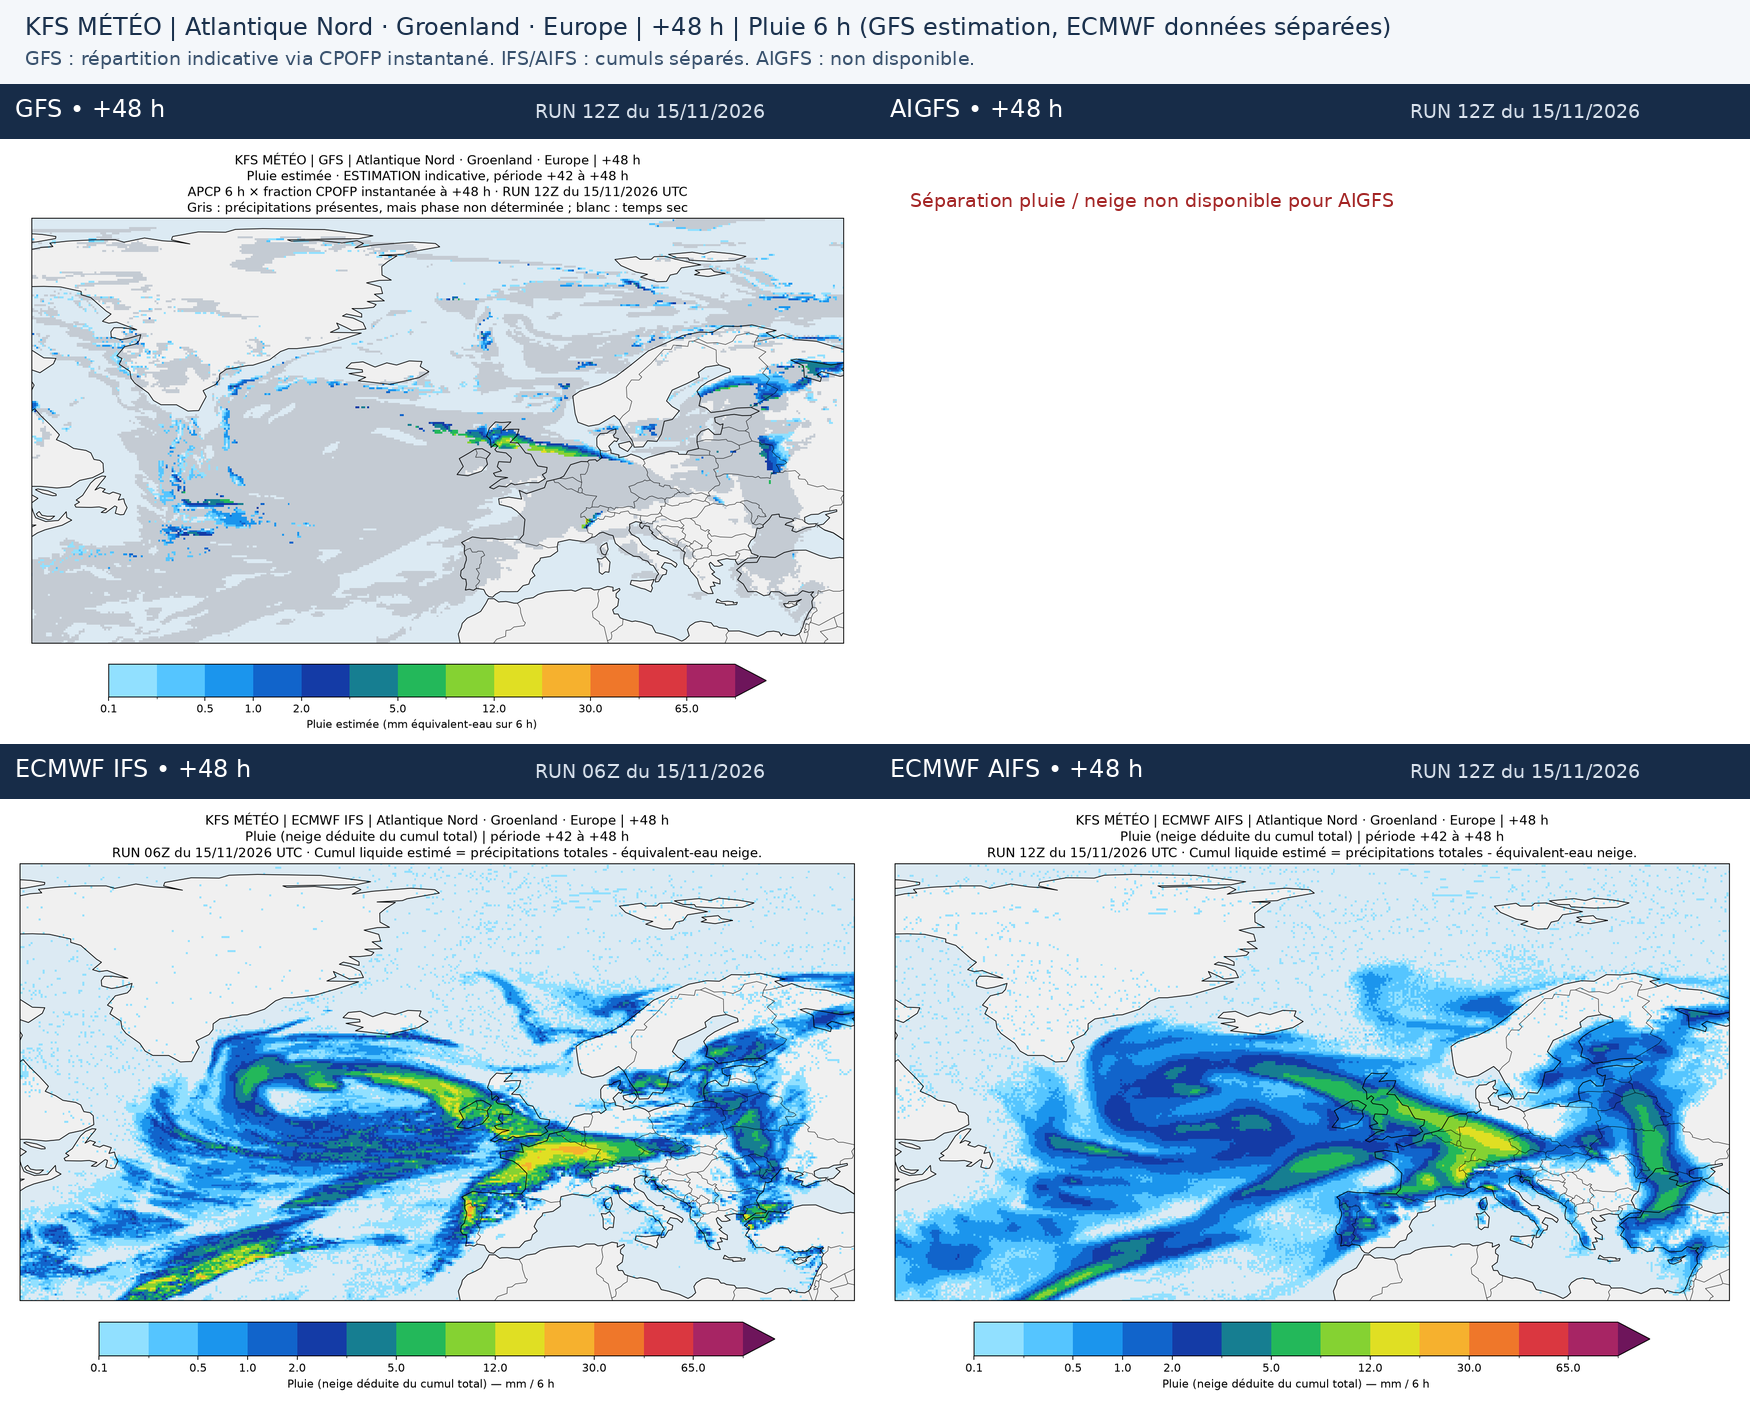 KFS MÉTÉO | Atlantique Nord · Groenland · Europe | +48 h | Pluie 6 h (GFS estimation, ECMWF données séparées)
GFS : répartition indicative via CPOFP instantané. IFS/AIFS : cumuls séparés. AIGFS : non disponible.
GFS • +48 h
RUN 12Z du 15/11/2026
AIGFS • +48 h
RUN 12Z du 15/11/2026
KFS MÉTÉO | GFS | Atlantique Nord · Groenland · Europe | +48 h
Pluie estimée · ESTIMATION indicative, période +42 à +48 h
APCP 6 h × fraction CPOFP instantanée à +48 h · RUN 12Z du 15/11/2026 UTC
Gris : précipitations présentes, mais phase non déterminée ; blanc : temps sec
0.1 0.5 1.0 2.0 5.0 12.0 30.0 65.0
Pluie estimée (mm équivalent-eau sur 6 h)
Séparation pluie / neige non disponible pour AIGFS
ECMWF IFS • +48 h
RUN 06Z du 15/11/2026
ECMWF AIFS • +48 h
RUN 12Z du 15/11/2026
KFS MÉTÉO | ECMWF IFS | Atlantique Nord · Groenland · Europe | +48 h
Pluie (neige déduite du cumul total) | période +42 à +48 h
RUN 06Z du 15/11/2026 UTC · Cumul liquide estimé = précipitations totales - équivalent-eau neige.
0.1 0.5 1.0 2.0 5.0 12.0 30.0 65.0
Pluie (neige déduite du cumul total) — mm / 6 h
KFS MÉTÉO | ECMWF AIFS | Atlantique Nord · Groenland · Europe | +48 h
Pluie (neige déduite du cumul total) | période +42 à +48 h
RUN 12Z du 15/11/2026 UTC · Cumul liquide estimé = précipitations totales - équivalent-eau neige.
0.1 0.5 1.0 2.0 5.0 12.0 30.0 65.0
Pluie (neige déduite du cumul total) — mm / 6 h